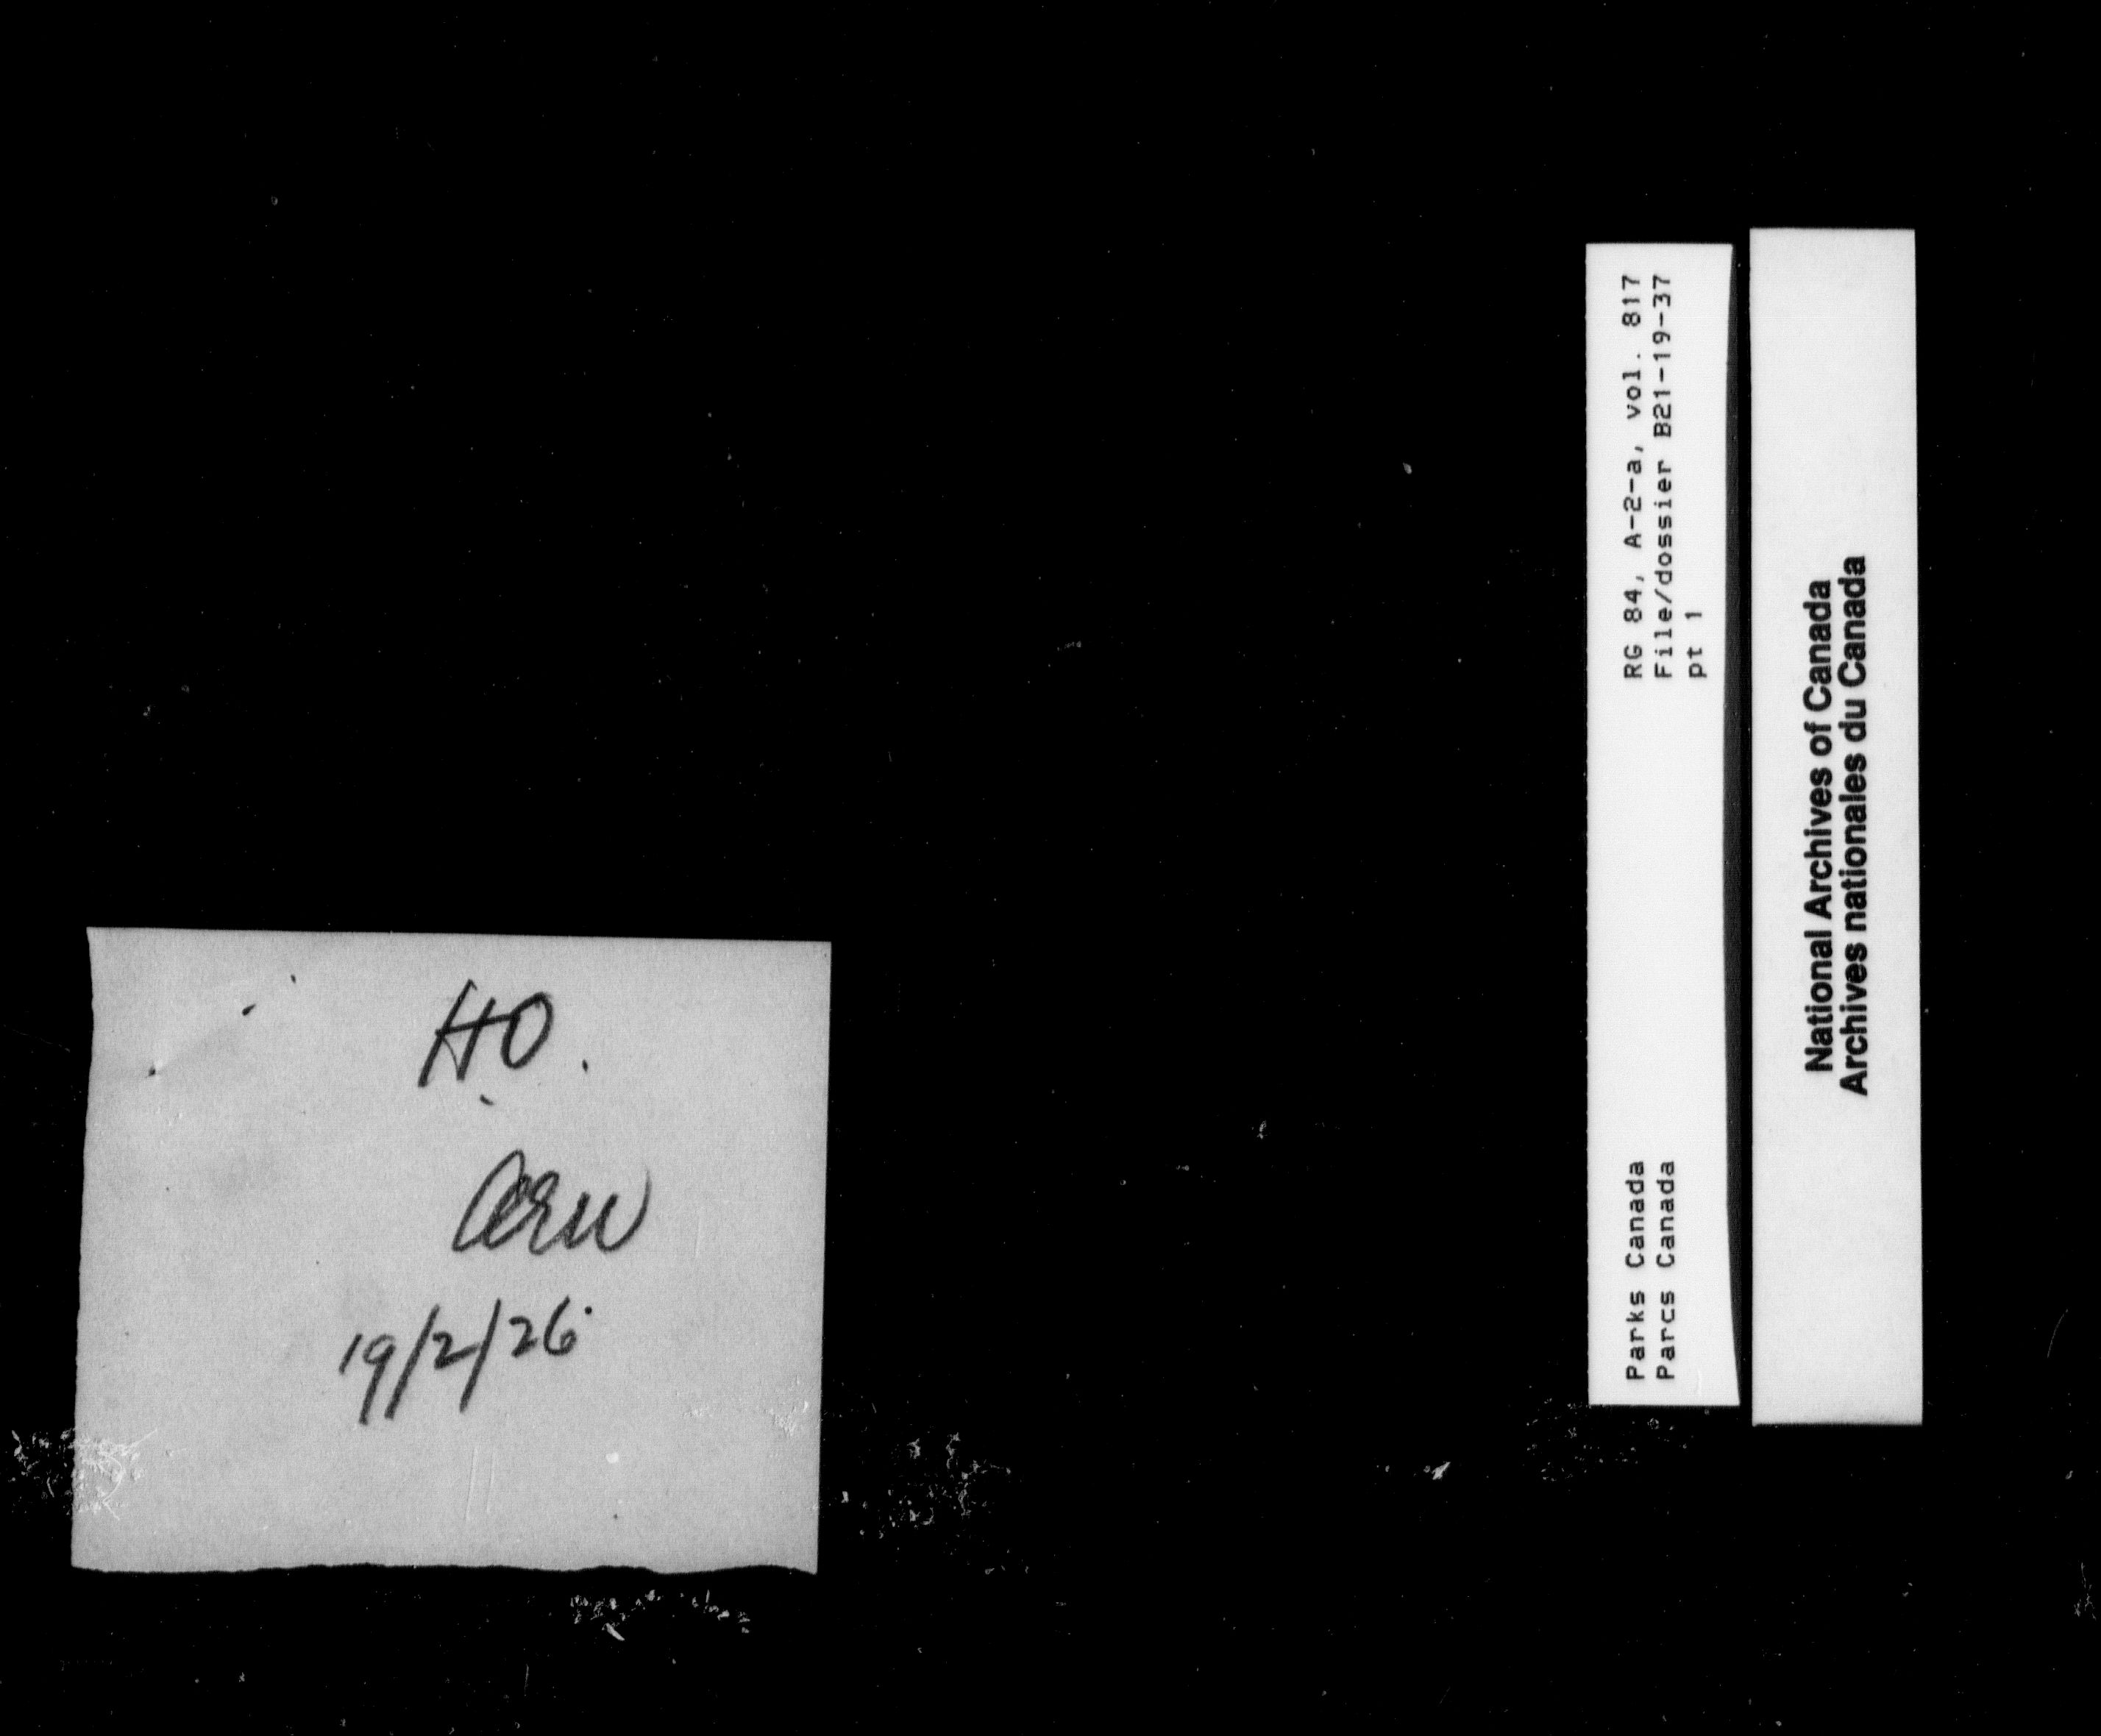 HO.
19/2/26
Parks Canada
Parcs Canada
RG 84, A-2-a, vol. 817
File/dossier B21-19-37
pt 1
National Archives of Canada
Archives nationales du Canada